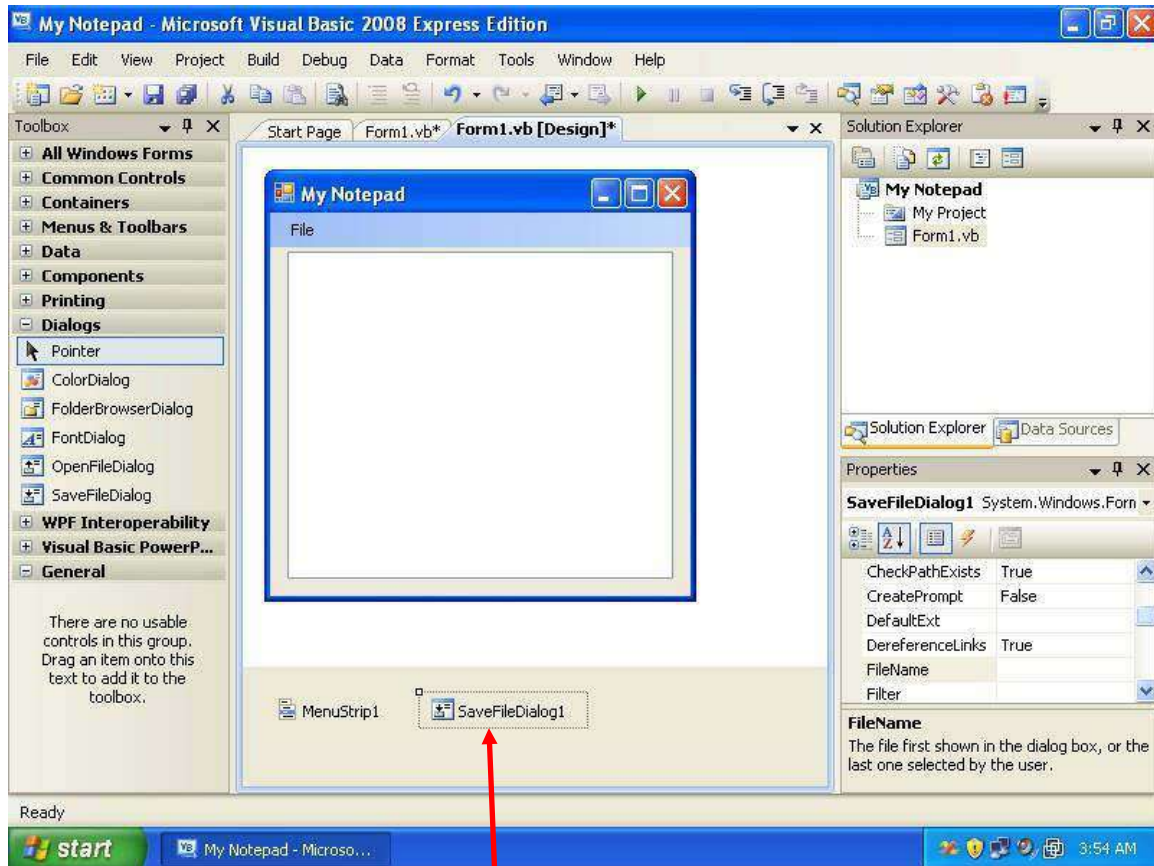 My Notepad - Microsoft Visual Basic 2008 Express Edition
File Edit View Project Build Debug Data Format Tools Window Help
Toolbox
All Windows Forms
Common Controls
Containers
Menus & Toolbars
Data
Components
Printing
Dialogs
Pointer
ColorDialog
FolderBrowserDialog
FontDialog
OpenFileDialog
SaveFileDialog
WPF Interoperability
Visual Basic PowerP...
General
There are no usable
controls in this group.
Drag an item onto this
text to add it to the
toolbox.
Start Page Form1.vb* Form1.vb [Design]*
My Notepad
File
MenuStrip1 SaveFileDialog1
Solution Explorer
My Notepad
My Project
Form1.vb
Solution Explorer Data Sources
Properties
SaveFileDialog1 System.Windows.Forn
CheckPathExists True
CreatePrompt False
DefaultExt
DereferenceLinks True
FileName
Filter
FileName
The file first shown in the dialog box, or the
last one selected by the user.
Ready
start My Notepad - Microso... 3:54 AM